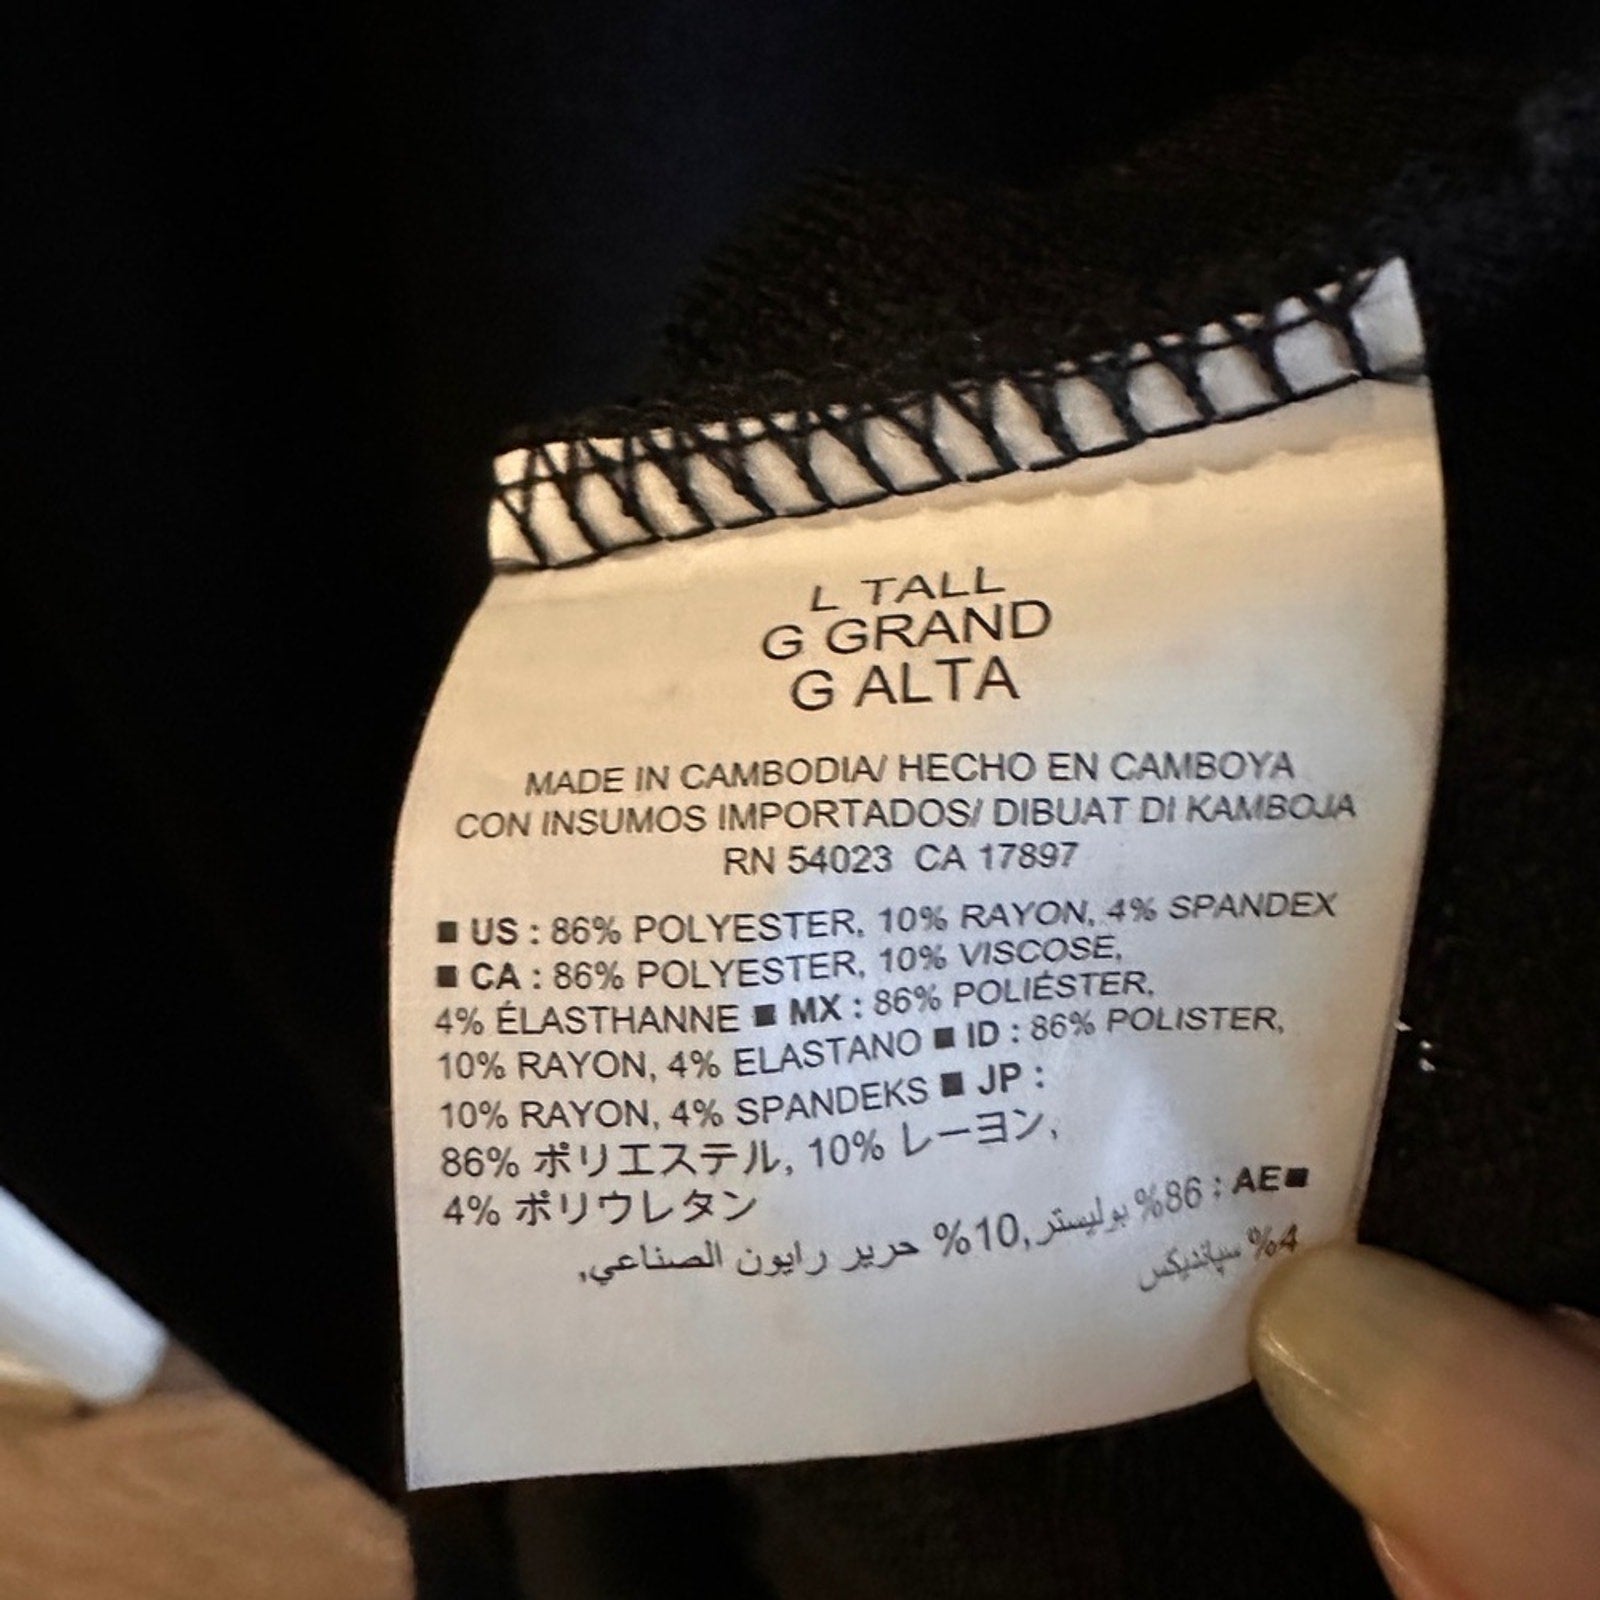 L TALL
G GRAND
G ALTA
MADE IN CAMBODIA/ HECHO EN CAMBOYA
CON INSUMOS IMPORTADOS/ DIBUAT DI KAMBOJA
RN 54023 CA 17897
■ US : 86% POLYESTER, 10% RAYON, 4% SPANDEX
■ CA : 86% POLYESTER, 10% VISCOSE,
4% ÉLASTHANNE ■ MX : 86% POLIÉSTER,
10% RAYON, 4% ELASTANO ■ ID : 86% POLISTER,
10% RAYON, 4% SPANDEKS ■ JP :
86% ポリエステル, 10% レーヨン,
4% ポリウレタン
■AE : 86% بوليستر, 10% حرير رايون الصناعي,
4% سپانديكس